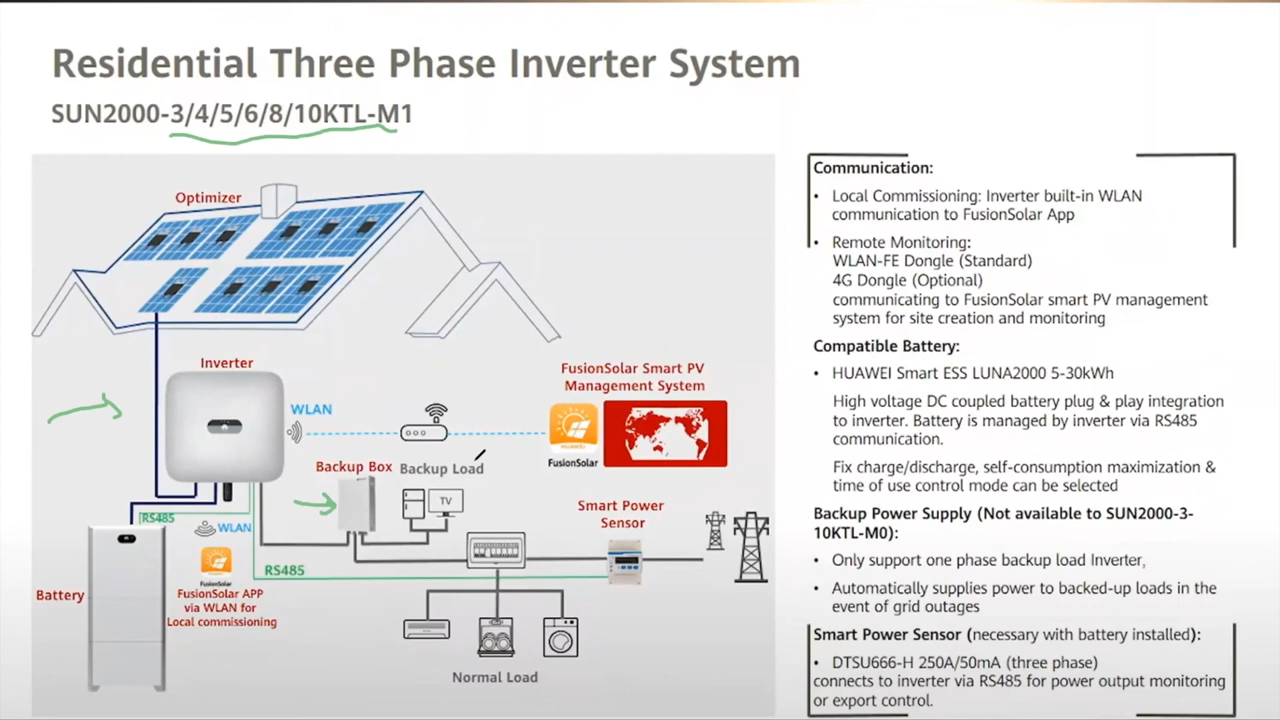 Residential Three Phase Inverter System
SUN2000-3/4/5/6/8/10KTL-M1
Optimizer
Inverter
WLAN
FusionSolar Smart PV
Management System
FusionSolar
Backup Box
Backup Load
TV
Smart Power
Sensor
RS485
WLAN
FusionSolar
RS485
Battery
FusionSolar APP
via WLAN for
Local commissioning
Normal Load
Communication:
• Local Commissioning: Inverter built-in WLAN
communication to FusionSolar App
• Remote Monitoring:
WLAN-FE Dongle (Standard)
4G Dongle (Optional)
communicating to FusionSolar smart PV management
system for site creation and monitoring
Compatible Battery:
• HUAWEI Smart ESS LUNA2000 5-30kWh
High voltage DC coupled battery plug & play integration
to inverter. Battery is managed by inverter via RS485
communication.
Fix charge/discharge, self-consumption maximization &
time of use control mode can be selected
Backup Power Supply (Not available to SUN2000-3-
10KTL-M0):
• Only support one phase backup load Inverter,
• Automatically supplies power to backed-up loads in the
event of grid outages
Smart Power Sensor (necessary with battery installed):
• DTSU666-H 250A/50mA (three phase)
connects to inverter via RS485 for power output monitoring
or export control.